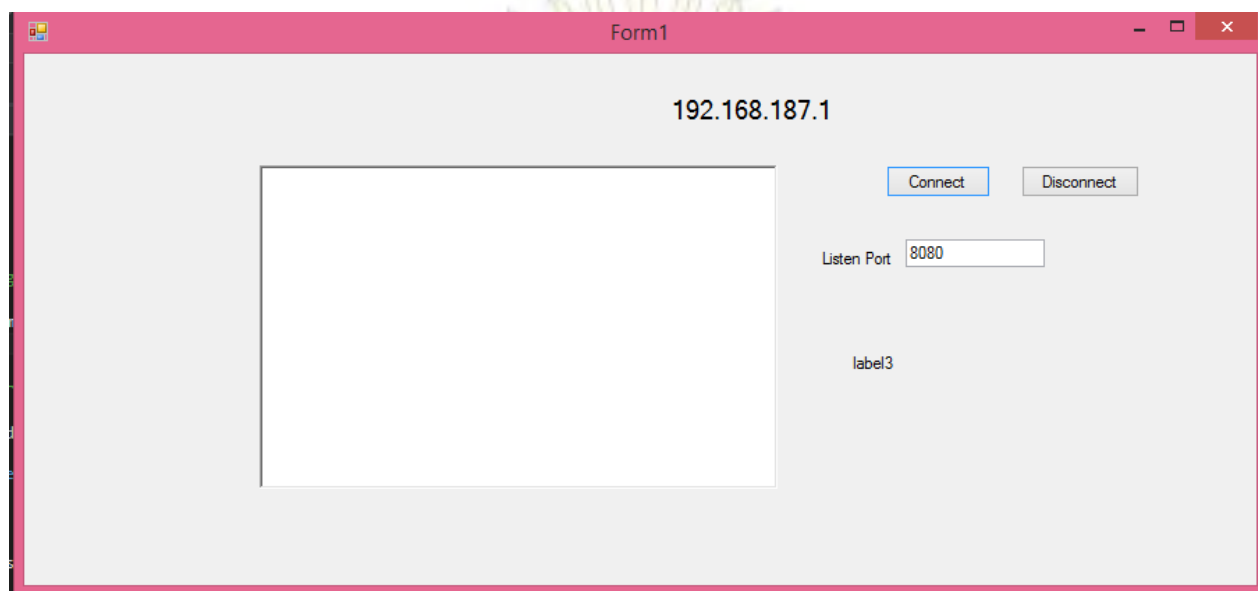 Form1
192.168.187.1
Connect
Disconnect
Listen Port
8080
label3